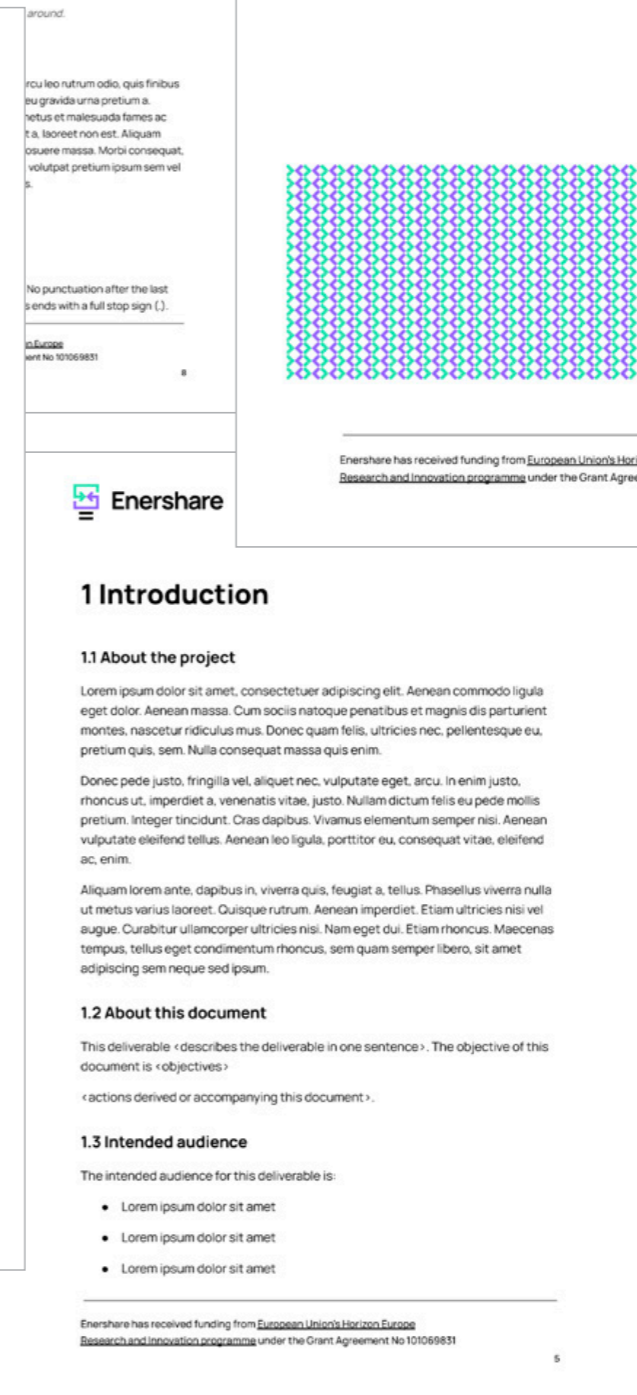 around.
rcu leo rutrum odio, quis finibus
eu gravida urna pretium a.
netus et malesuada fames ac
t a, laoreet non est. Aliquam
osuere massa. Morbi consequat,
volutpat pretium ipsum sem vel
s.
No punctuation after the last
s ends with a full stop sign (.).
n Europe
ent No 101069831
8
Enershare has received funding from European Union's Hori
Research and Innovation programme under the Grant Agree
Enershare
1 Introduction
1.1 About the project
Lorem ipsum dolor sit amet, consectetuer adipiscing elit. Aenean commodo ligula
eget dolor. Aenean massa. Cum sociis natoque penatibus et magnis dis parturient
montes, nascetur ridiculus mus. Donec quam felis, ultricies nec, pellentesque eu,
pretium quis, sem. Nulla consequat massa quis enim.
Donec pede justo, fringilla vel, aliquet nec, vulputate eget, arcu. In enim justo,
rhoncus ut, imperdiet a, venenatis vitae, justo. Nullam dictum felis eu pede mollis
pretium. Integer tincidunt. Cras dapibus. Vivamus elementum semper nisi. Aenean
vulputate eleifend tellus. Aenean leo ligula, porttitor eu, consequat vitae, eleifend
ac, enim.
Aliquam lorem ante, dapibus in, viverra quis, feugiat a, tellus. Phasellus viverra nulla
ut metus varius laoreet. Quisque rutrum. Aenean imperdiet. Etiam ultricies nisi vel
augue. Curabitur ullamcorper ultricies nisi. Nam eget dui. Etiam rhoncus. Maecenas
tempus, tellus eget condimentum rhoncus, sem quam semper libero, sit amet
adipiscing sem neque sed ipsum.
1.2 About this document
This deliverable <describes the deliverable in one sentence>. The objective of this
document is <objectives>
<actions derived or accompanying this document>.
1.3 Intended audience
The intended audience for this deliverable is:
● Lorem ipsum dolor sit amet
● Lorem ipsum dolor sit amet
● Lorem ipsum dolor sit amet
Enershare has received funding from European Union's Horizon Europe
Research and Innovation programme under the Grant Agreement No 101069831
5